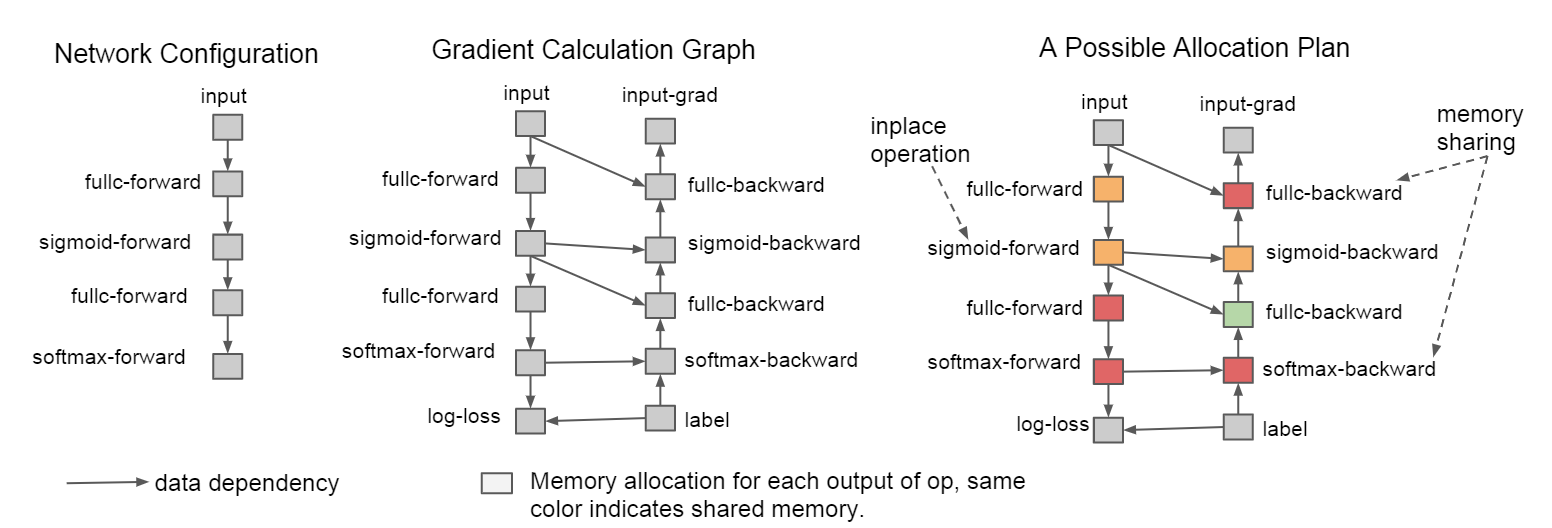 Network Configuration
input
fullc-forward
sigmoid-forward
fullc-forward
softmax-forward
Gradient Calculation Graph
input
input-grad
fullc-forward
fullc-backward
sigmoid-forward
sigmoid-backward
fullc-forward
fullc-backward
softmax-forward
softmax-backward
log-loss
label
A Possible Allocation Plan
input
input-grad
inplace
operation
memory
sharing
fullc-forward
fullc-backward
sigmoid-forward
sigmoid-backward
fullc-forward
fullc-backward
softmax-forward
softmax-backward
log-loss
label
data dependency
Memory allocation for each output of op, same
color indicates shared memory.